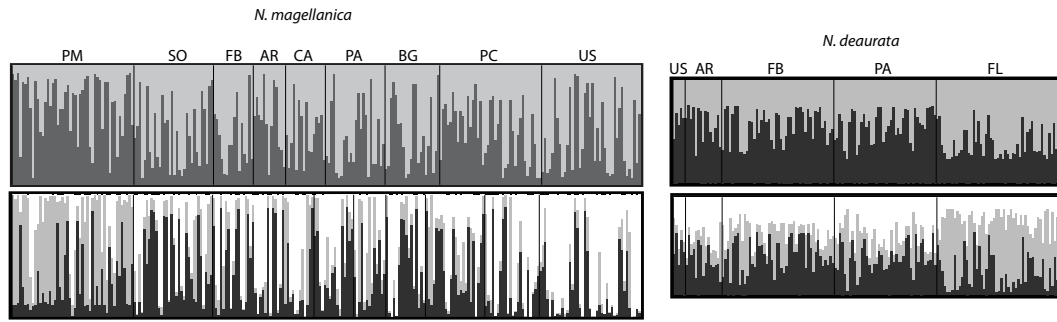 N. magellanica
PM SO FB AR CA PA BG PC US
N. deaurata
US AR FB PA FL